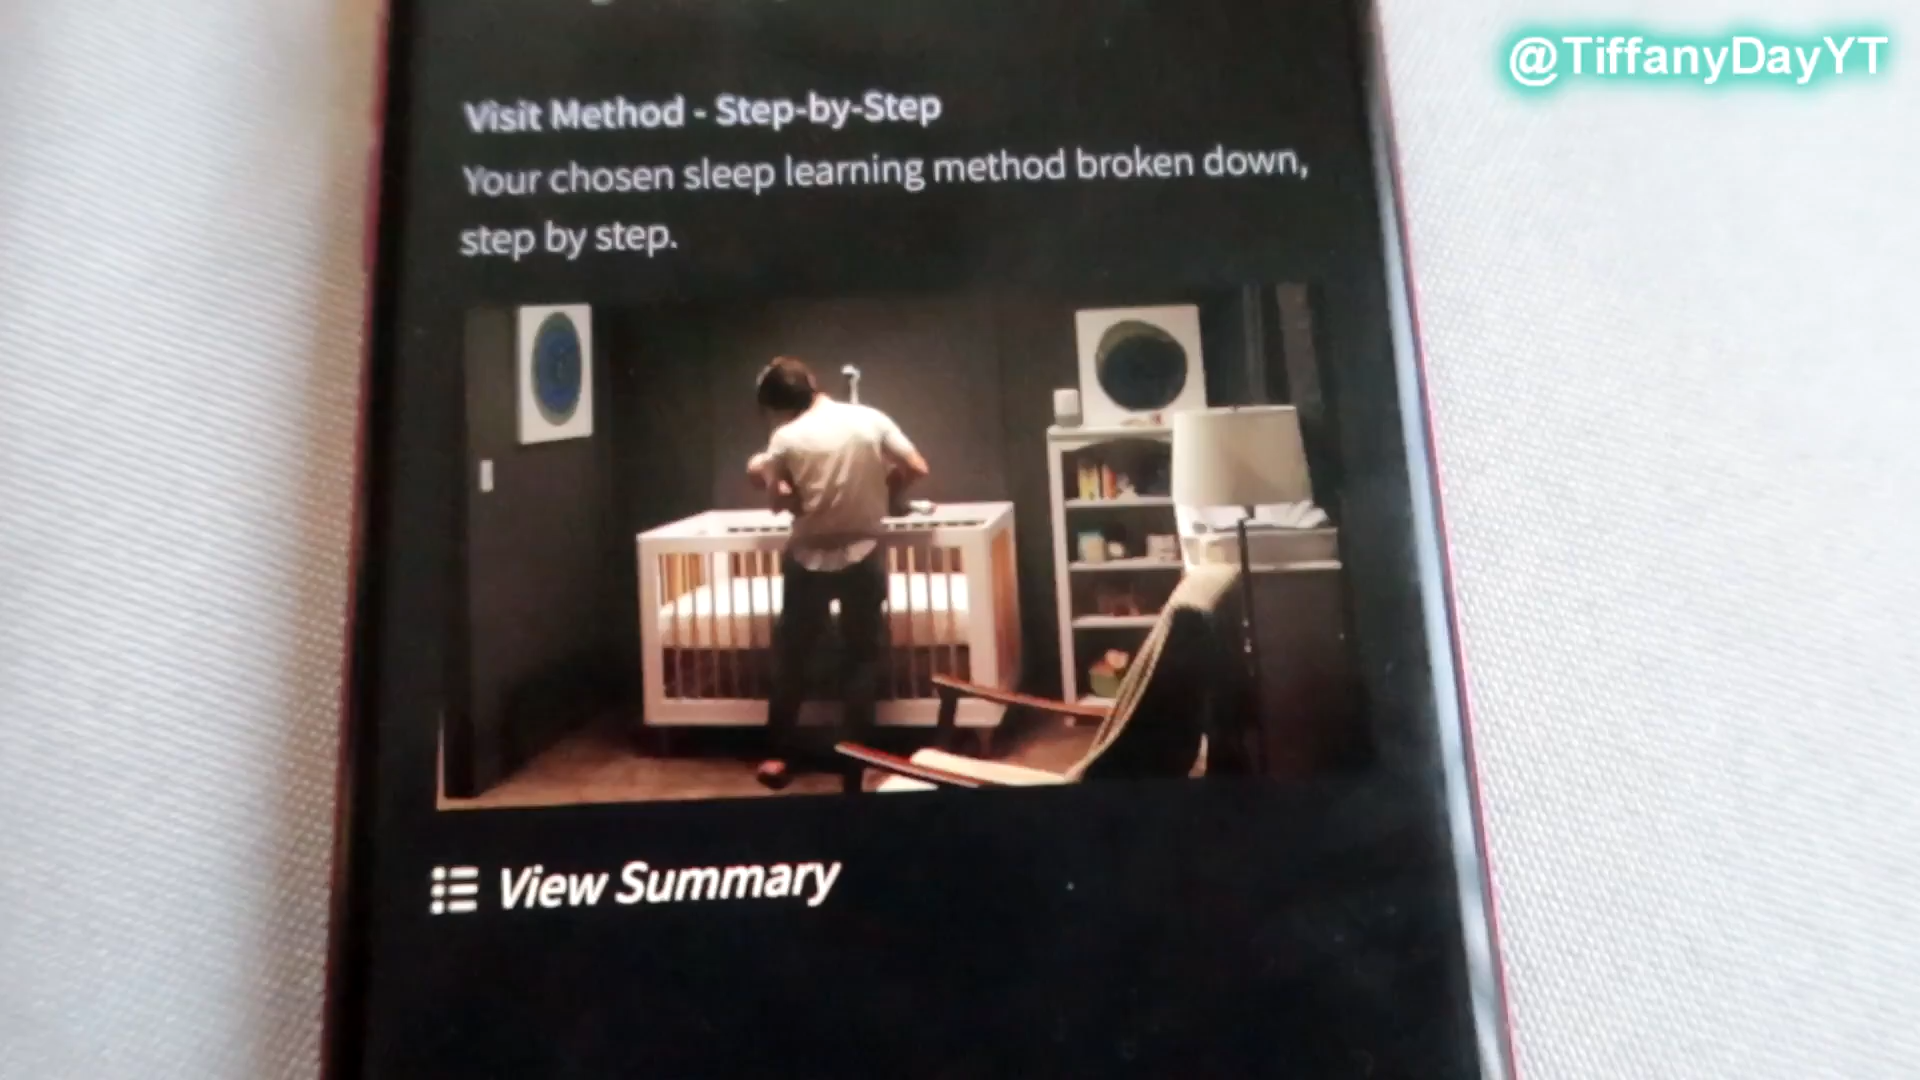 @TiffanyDayYT
Visit Method - Step-by-Step
Your chosen sleep learning method broken down,
step by step.
View Summary